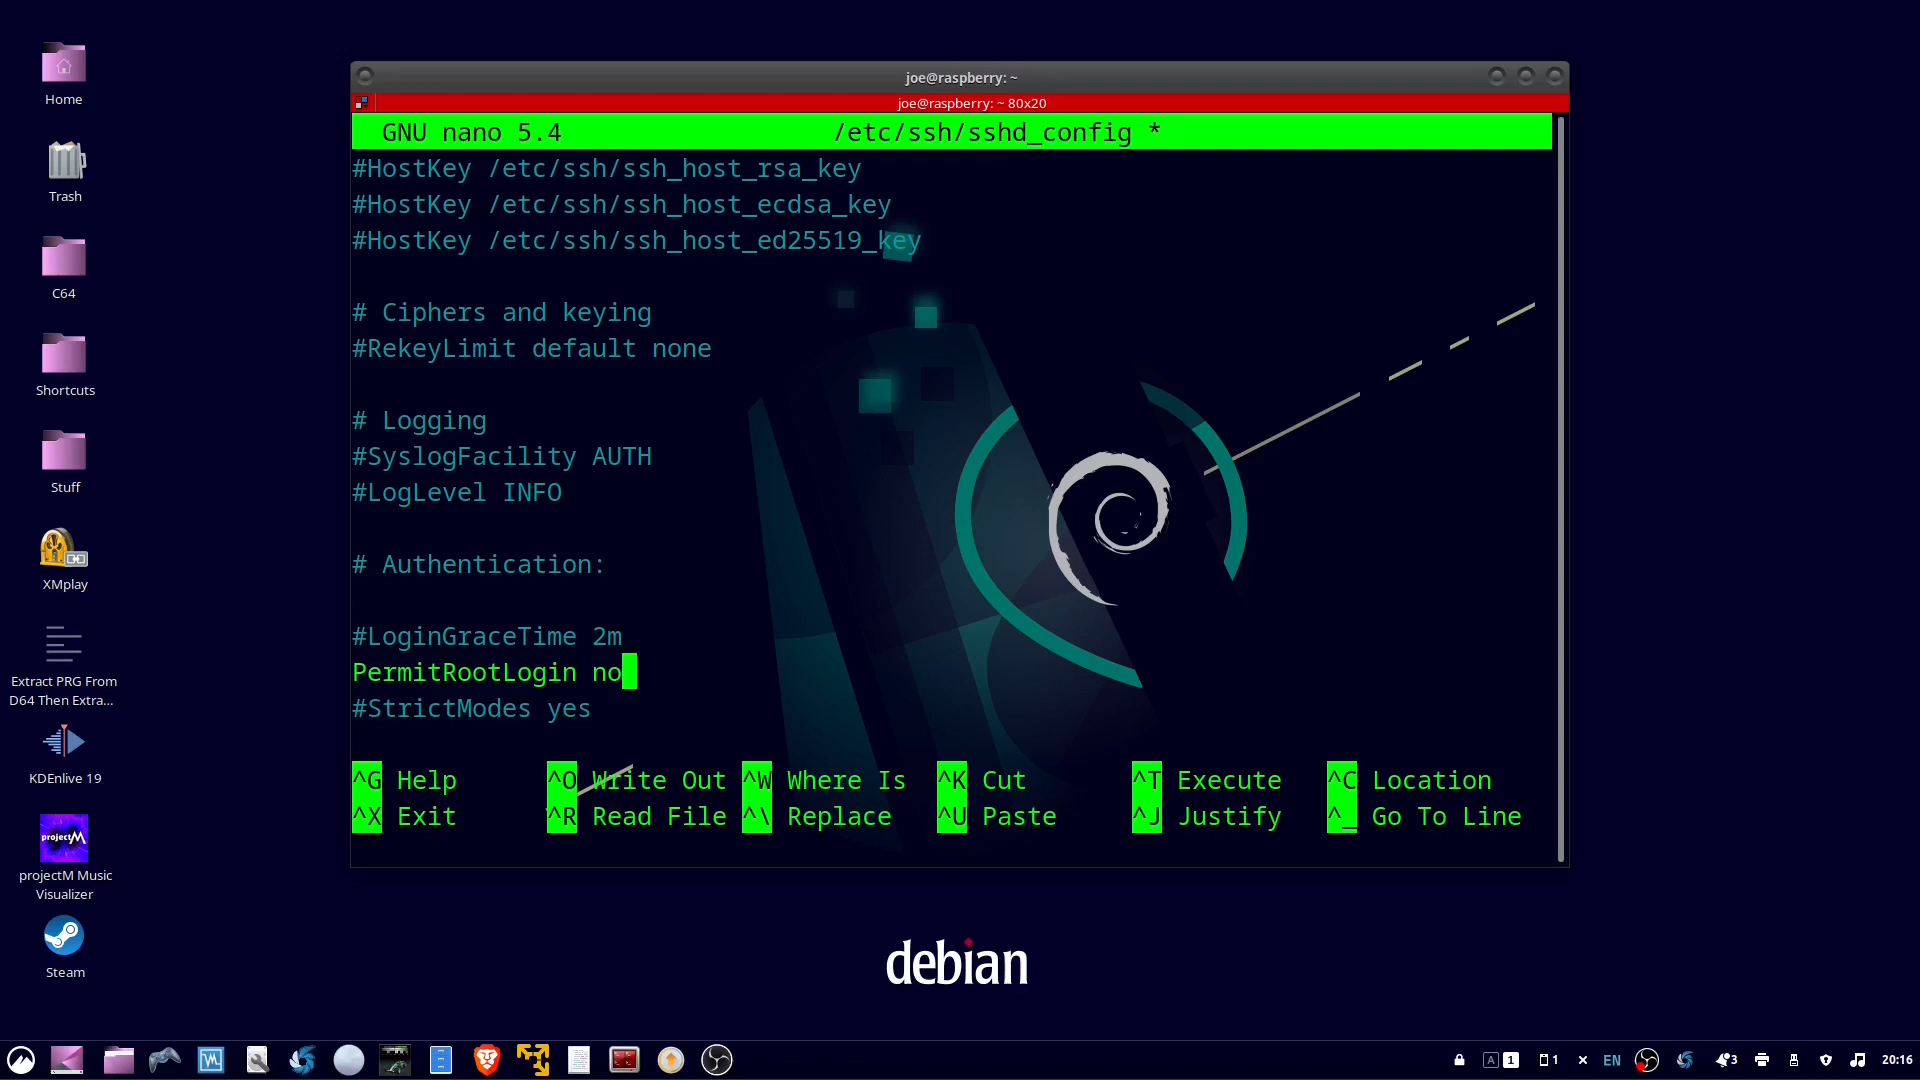 Home
Trash
C64
Shortcuts
Stuff
XMplay
Extract PRG From
D64 Then Extra...
KDEnlive 19
projectM
projectM Music
Visualizer
Steam
joe@raspberry: ~
joe@raspberry: ~ 80x20
GNU nano 5.4 /etc/ssh/sshd_config *
#HostKey /etc/ssh/ssh_host_rsa_key
#HostKey /etc/ssh/ssh_host_ecdsa_key
#HostKey /etc/ssh/ssh_host_ed25519_key
# Ciphers and keying
#RekeyLimit default none
# Logging
#SyslogFacility AUTH
#LogLevel INFO
# Authentication:
#LoginGraceTime 2m
PermitRootLogin no
#StrictModes yes
^G Help ^O Write Out ^W Where Is ^K Cut ^T Execute ^C Location
^X Exit ^R Read File ^\ Replace ^U Paste ^J Justify ^_ Go To Line
debian
A 1 1 EN 3 20:16